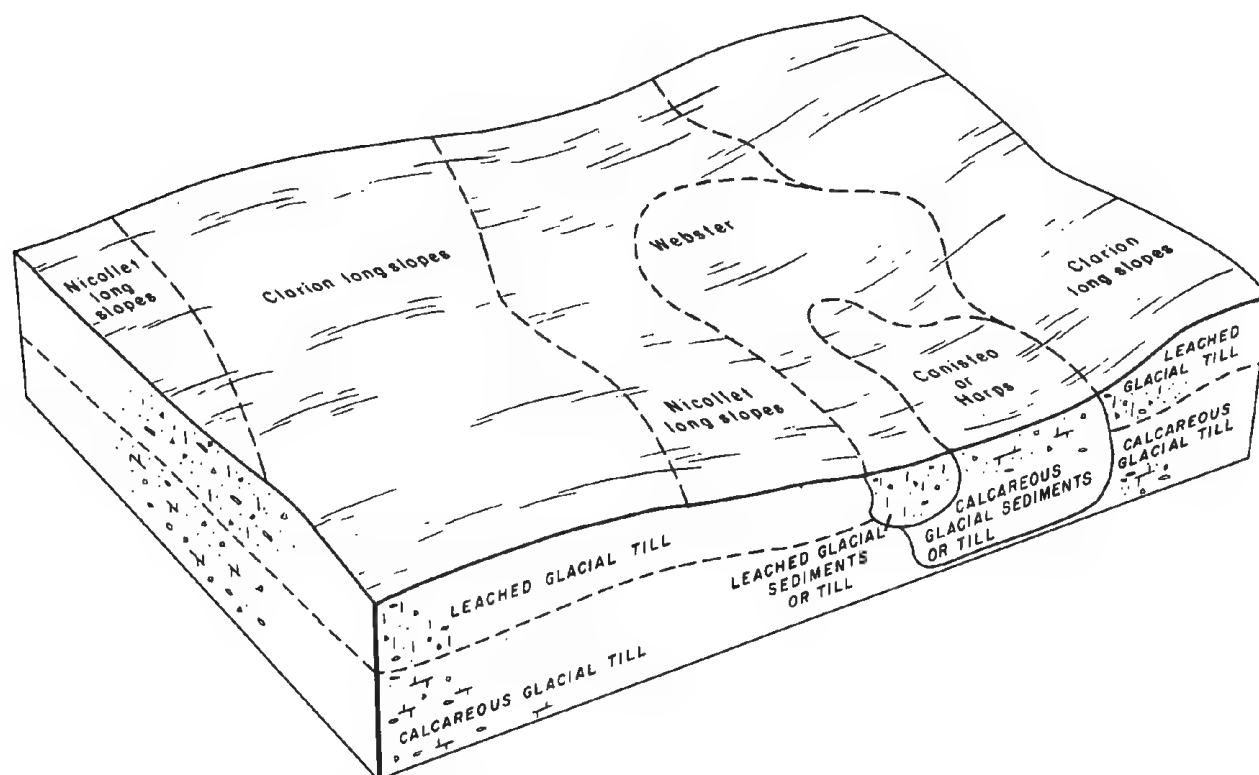 Nicollet
long
slopes
Clarion long slopes
Webster
Clarion
long slopes
Nicollet
long slopes
Canisteo
or
Harps
LEACHED
GLACIAL TILL
CALCAREOUS
GLACIAL TILL
CALCAREOUS
GLACIAL SEDIMENTS
OR TILL
LEACHED GLACIAL
SEDIMENTS
OR TILL
LEACHED GLACIAL TILL
CALCAREOUS GLACIAL TILL